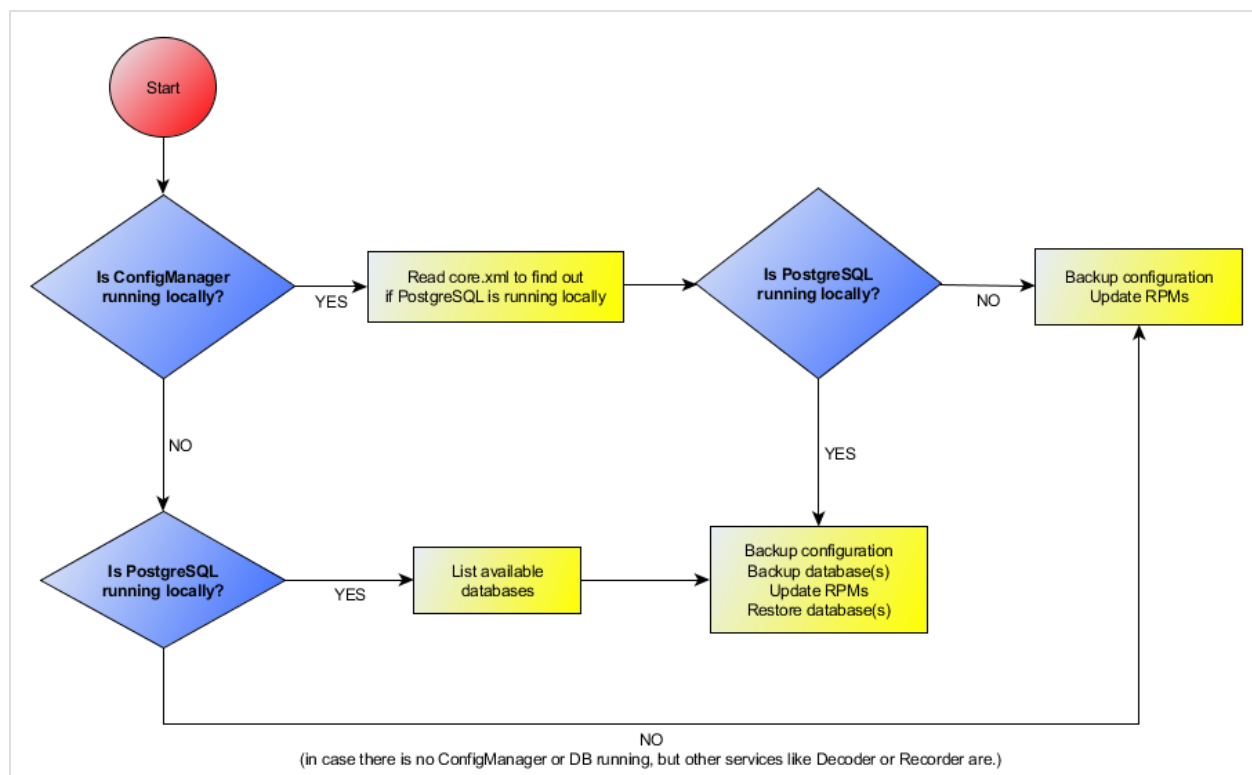 Start
Is ConfigManager
running locally?
YES
Read core.xml to find out
if PostgreSQL is running locally
Is PostgreSQL
running locally?
NO
Backup configuration
Update RPMs
NO
YES
Is PostgreSQL
running locally?
YES
List available
databases
Backup configuration
Backup database(s)
Update RPMs
Restore database(s)
NO
(in case there is no ConfigManager or DB running, but other services like Decoder or Recorder are.)